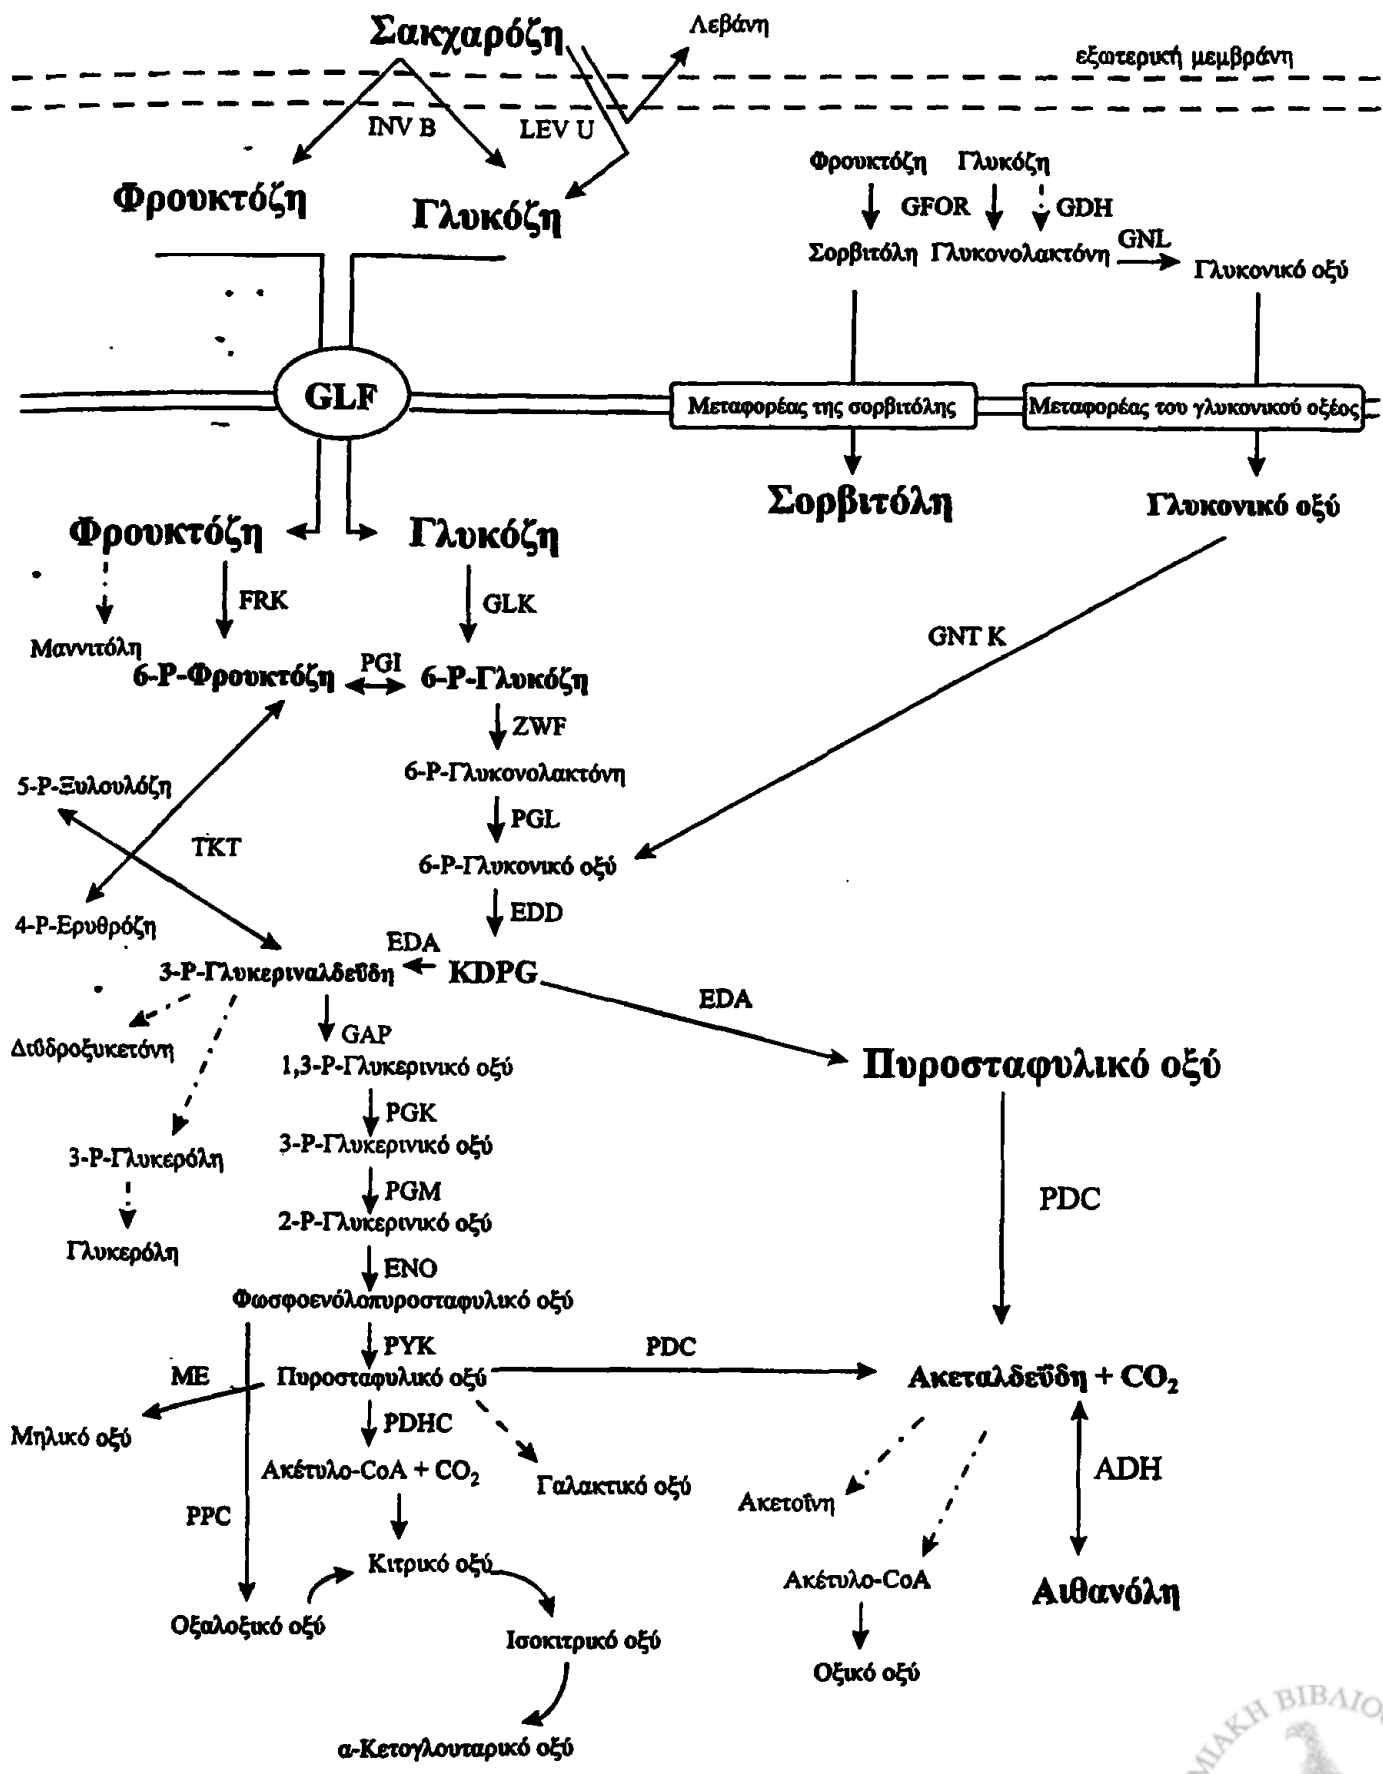 Σακχαρόζη
Λεβάνη
εξωτερική μεμβράνη
INV B
LEV U
Φρουκτόζη
Γλυκόζη
Φρουκτόζη
Γλυκόζη
GFOR
GDH
Σορβιτόλη
Γλυκονολακτόνη
GNL
Γλυκονικό οξύ
GLF
Μεταφορέας της σορβιτόλης
Μεταφορέας του γλυκονικού οξέος
Σορβιτόλη
Γλυκονικό οξύ
Φρουκτόζη
Γλυκόζη
FRK
GLK
GNT K
Μαννιτόλη
6-P-Φρουκτόζη
PGI
6-P-Γλυκόζη
ZWF
6-P-Γλυκονολακτόνη
5-P-Ξυλουλόζη
PGL
TKT
6-P-Γλυκονικό οξύ
EDD
4-P-Ερυθρόζη
EDA
3-P-Γλυκεριναλδεΰδη
KDPG
EDA
GAP
Διϋδροξυκετόνη
1,3-P-Γλυκερινικό οξύ
Πυροσταφυλικό οξύ
PGK
3-P-Γλυκερινικό οξύ
3-P-Γλυκερόλη
PGM
PDC
2-P-Γλυκερινικό οξύ
Γλυκερόλη
ENO
Φωσφοενόλοπυροσταφυλικό οξύ
PYK
PDC
ME
Πυροσταφυλικό οξύ
Ακεταλδεΰδη + CO2
Μηλικό οξύ
PDHC
Ακέτυλο-CoA + CO2
Γαλακτικό οξύ
ADH
Ακετοΐνη
PPC
Κιτρικό οξύ
Ακέτυλο-CoA
Αιθανόλη
Οξαλοξικό οξύ
Ισοκιτρικό οξύ
Οξικό οξύ
α-Κετογλουταρικό οξύ